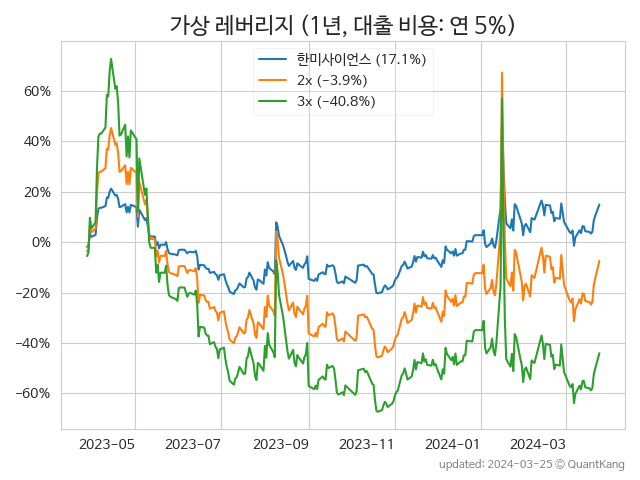 가상 레버리지 (1년, 대출 비용: 연 5%)
한미사이언스 (17.1%)
2x (−3.9%)
3x (−40.8%)
60%
40%
20%
0%
−20%
−40%
−60%
2023−05
2023−07
2023−09
2023−11
2024−01
2024−03
updated: 2024-03-25 © QuantKang